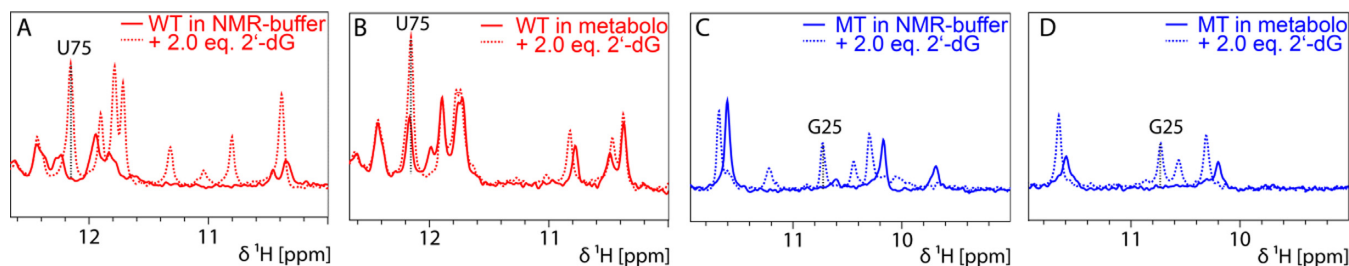 A
WT in NMR-buffer
+ 2.0 eq. 2'-dG
U75
12
11
δ ¹H [ppm]
B
WT in metabolo
+ 2.0 eq. 2'-dG
U75
12
11
δ ¹H [ppm]
C
MT in NMR-buffer
+ 2.0 eq. 2'-dG
G25
11
10
δ ¹H [ppm]
D
MT in metabolo
+ 2.0 eq. 2'-dG
G25
11
10
δ ¹H [ppm]